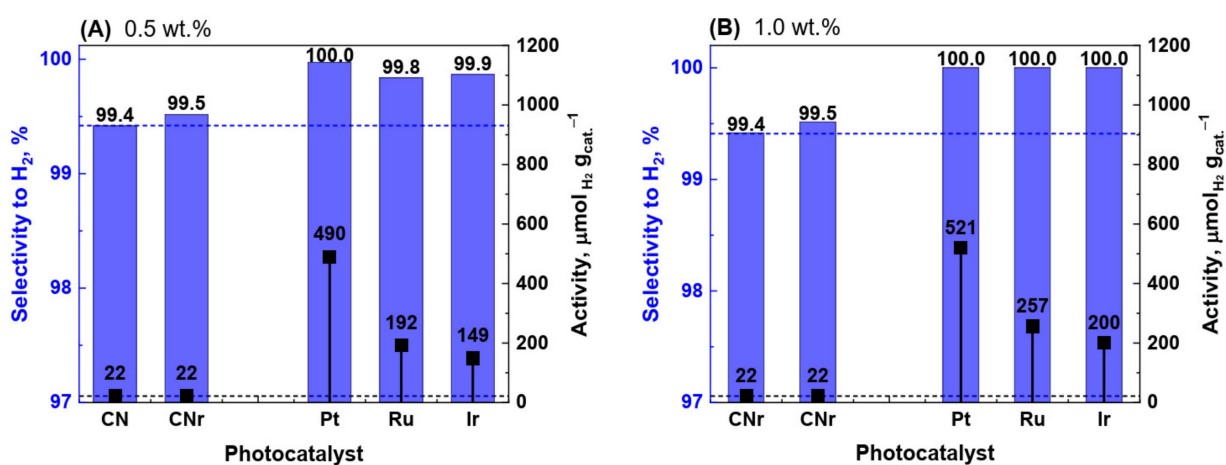 (A) 0.5 wt.%
Selectivity to H2, %
100
99
98
97
99.4
99.5
100.0
99.8
99.9
22
22
490
192
149
CN
CNr
Pt
Ru
Ir
Photocatalyst
1200
1000
800
600
400
200
0
Activity, μmolH2 gcat.−1
(B) 1.0 wt.%
Selectivity to H2, %
100
99
98
97
99.4
99.5
100.0
100.0
100.0
22
22
521
257
200
CNr
CNr
Pt
Ru
Ir
Photocatalyst
1200
1000
800
600
400
200
0
Activity, μmolH2 gcat.−1